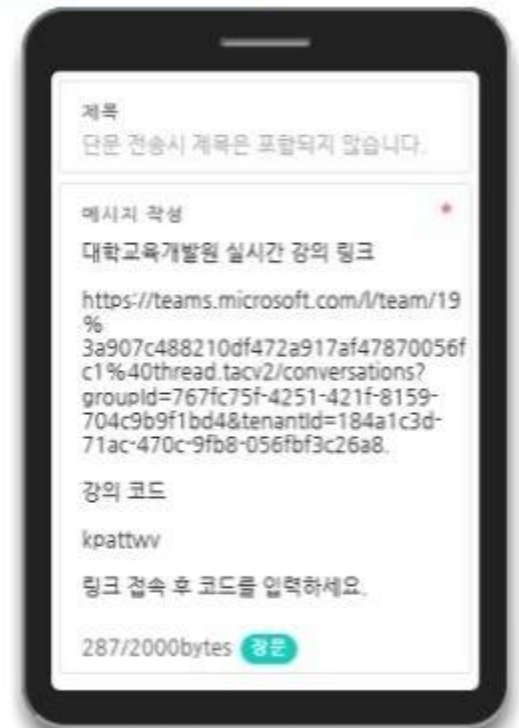 제목
단문 전송시 제목은 포함되지 않습니다.
메시지 작성 *
대학교육개발원 실시간 강의 링크
https://teams.microsoft.com/l/team/19
%
3a907c488210df472a917af47870056f
c1%40thread.tacv2/conversations?
groupId=767fc75f-4251-421f-8159-
704c9b9f1bd4&tenantId=184a1c3d-
71ac-470c-9fb8-056fbf3c26a8.
강의 코드
kpattwv
링크 접속 후 코드를 입력하세요.
287/2000bytes 장문